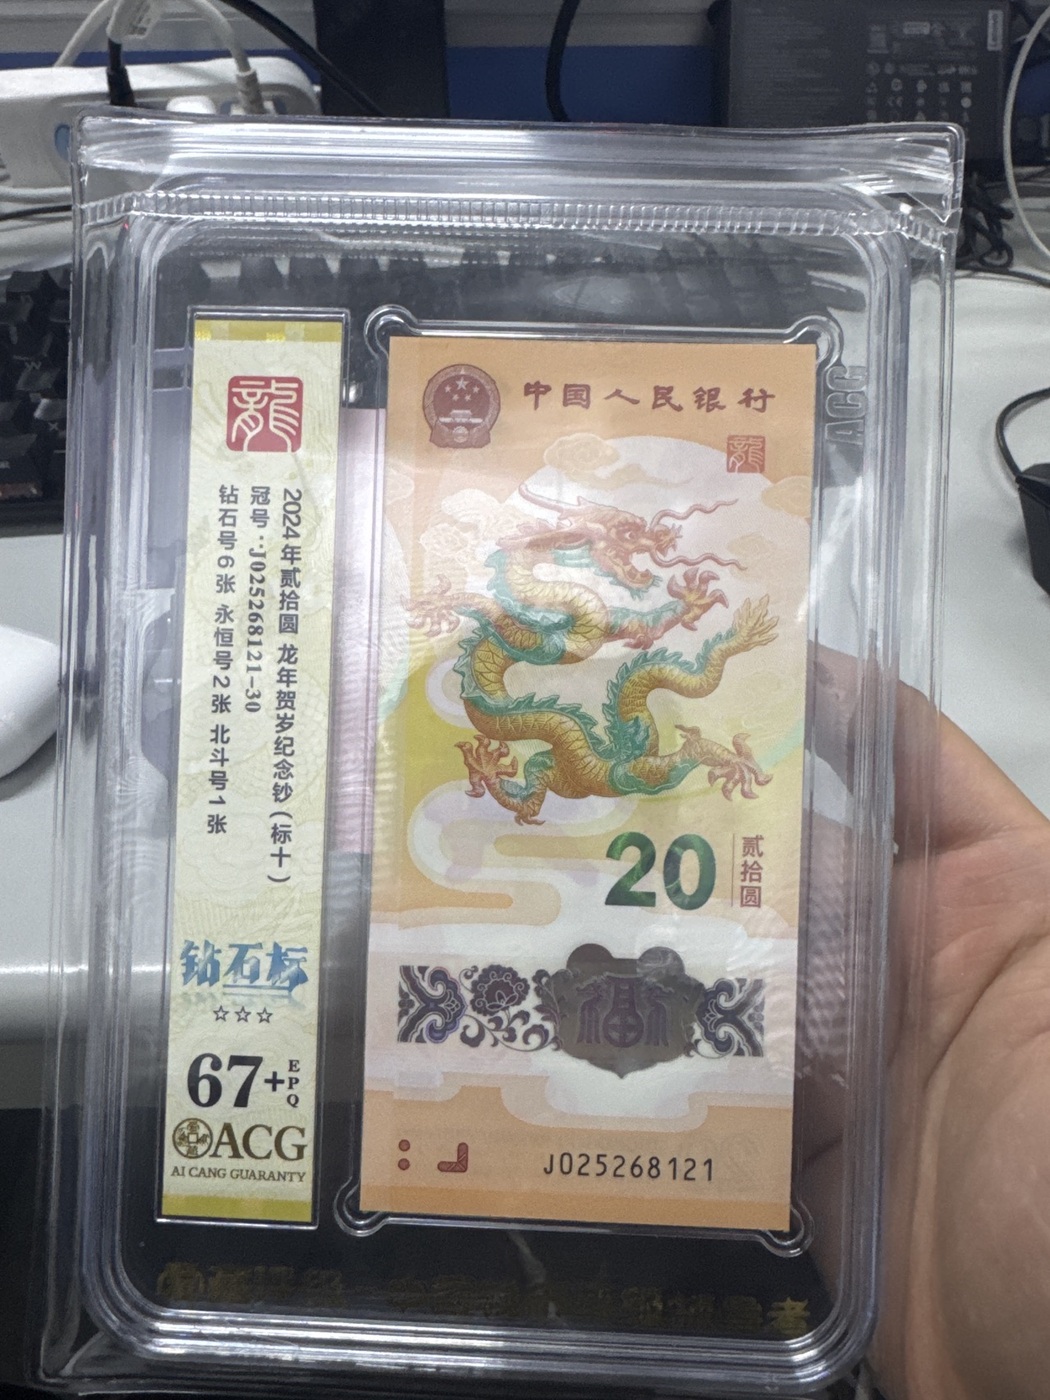 龍
2024年贰拾圆 龙年贺岁纪念钞(标十)
冠号:J025268121-30
钻石号6张 永恒号2张 北斗号1张
钻石标
☆☆☆
67+EPQ
ACG
AI CANG GUARANTY
中国人民银行
龍
20
贰拾圆
福
J025268121
ACG